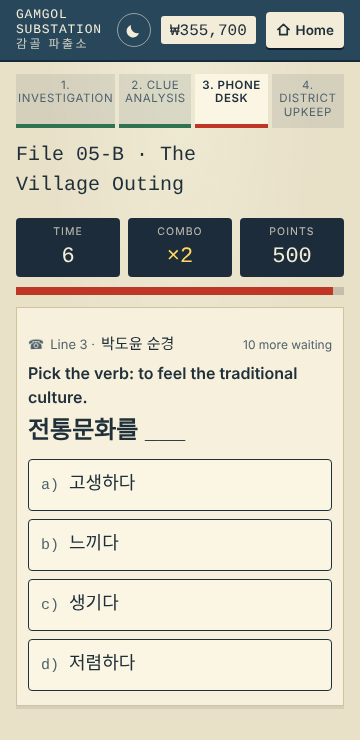 GAMGOL
SUBSTATION
감골 파출소
₩355,700
Home
1. INVESTIGATION
2. CLUE ANALYSIS
3. PHONE DESK
4. DISTRICT UPKEEP
File 05-B · The
Village Outing
TIME
6
COMBO
×2
POINTS
500
☎ Line 3 · 박도윤 순경
10 more waiting
Pick the verb: to feel the traditional
culture.
전통문화를 ___
a) 고생하다
b) 느끼다
c) 생기다
d) 저렴하다